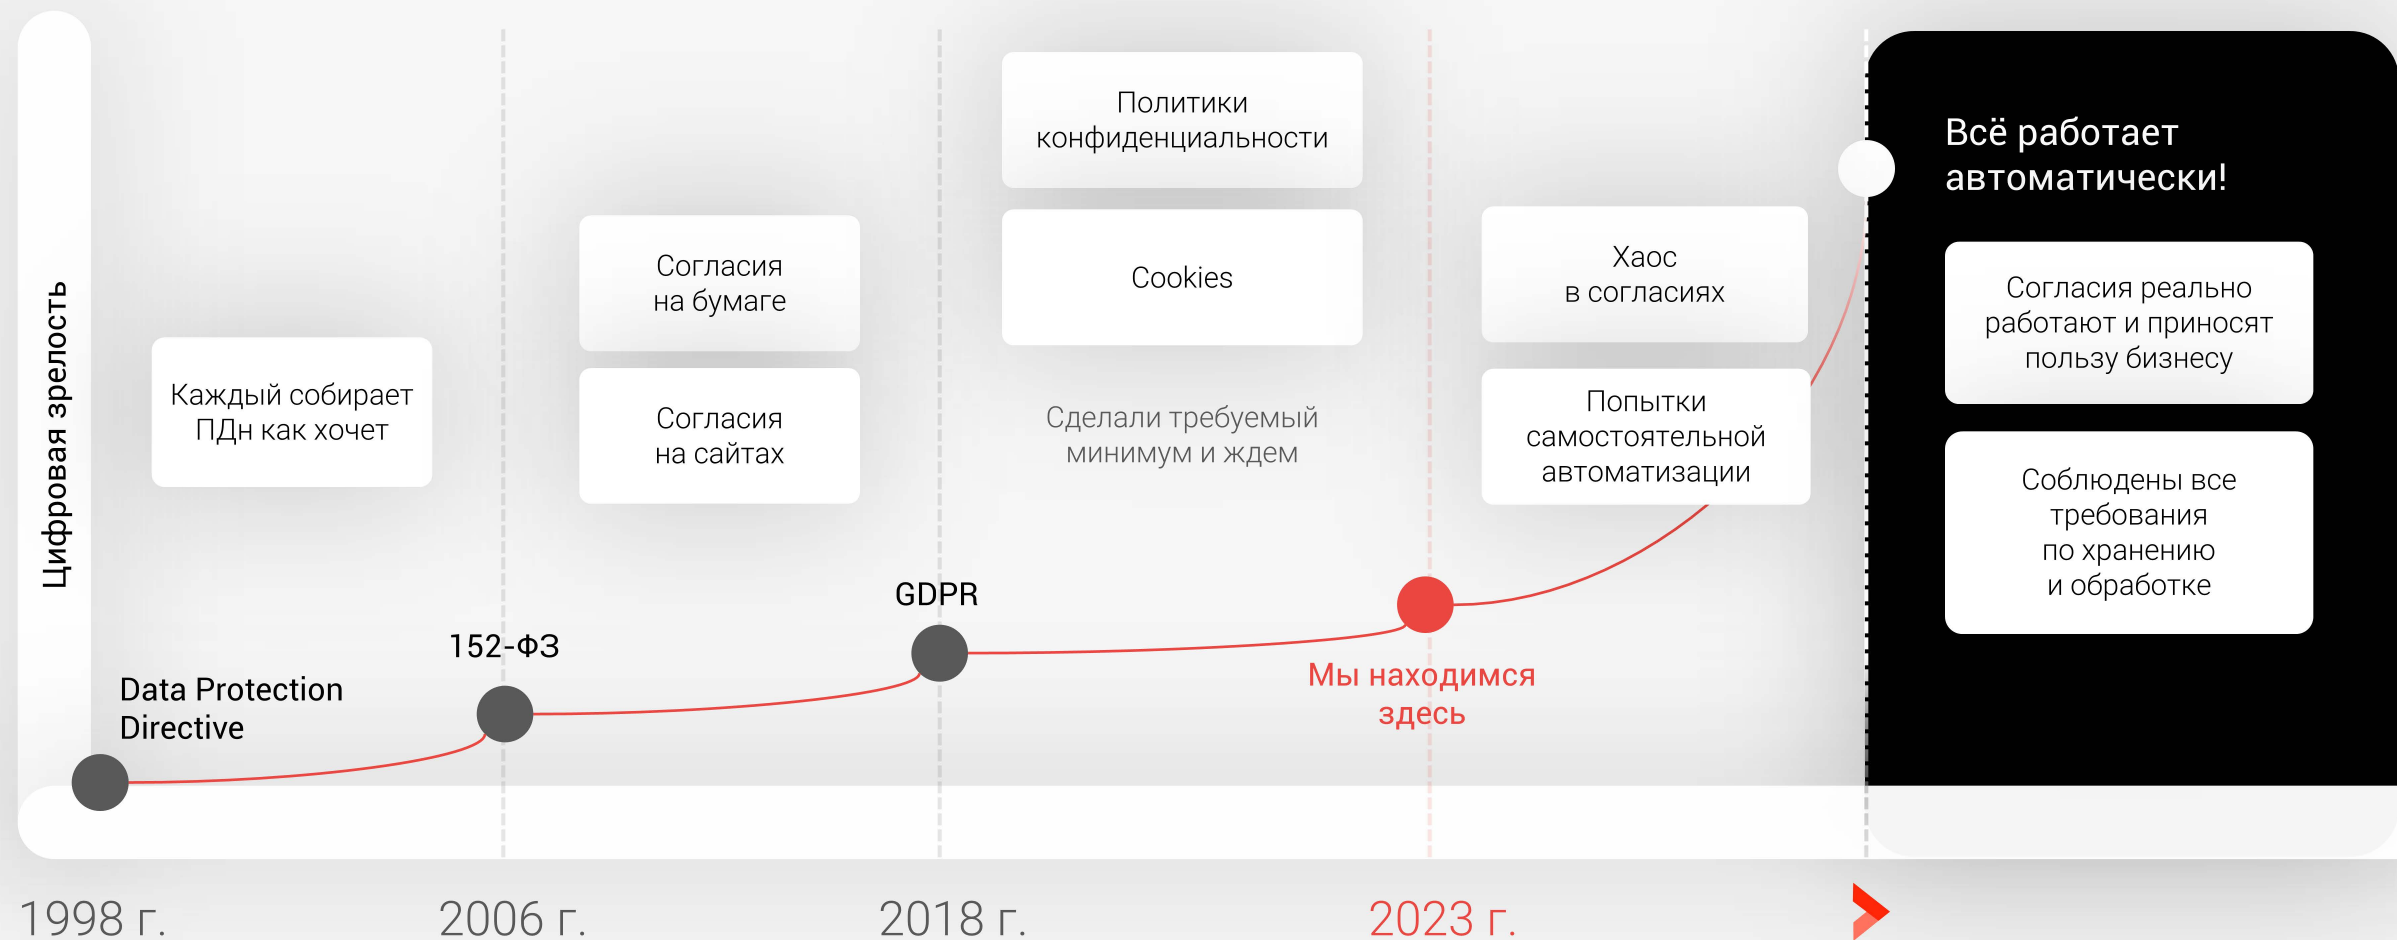 Цифровая зрелость
Каждый собирает
ПДн как хочет
Data Protection
Directive
Согласия
на бумаге
Согласия
на сайтах
152-ФЗ
Политики
конфиденциальности
Cookies
Сделали требуемый
минимум и ждем
GDPR
Хаос
в согласиях
Попытки
самостоятельной
автоматизации
Мы находимся
здесь
Всё работает
автоматически!
Согласия реально
работают и приносят
пользу бизнесу
Соблюдены все
требования
по хранению
и обработке
1998 г.
2006 г.
2018 г.
2023 г.